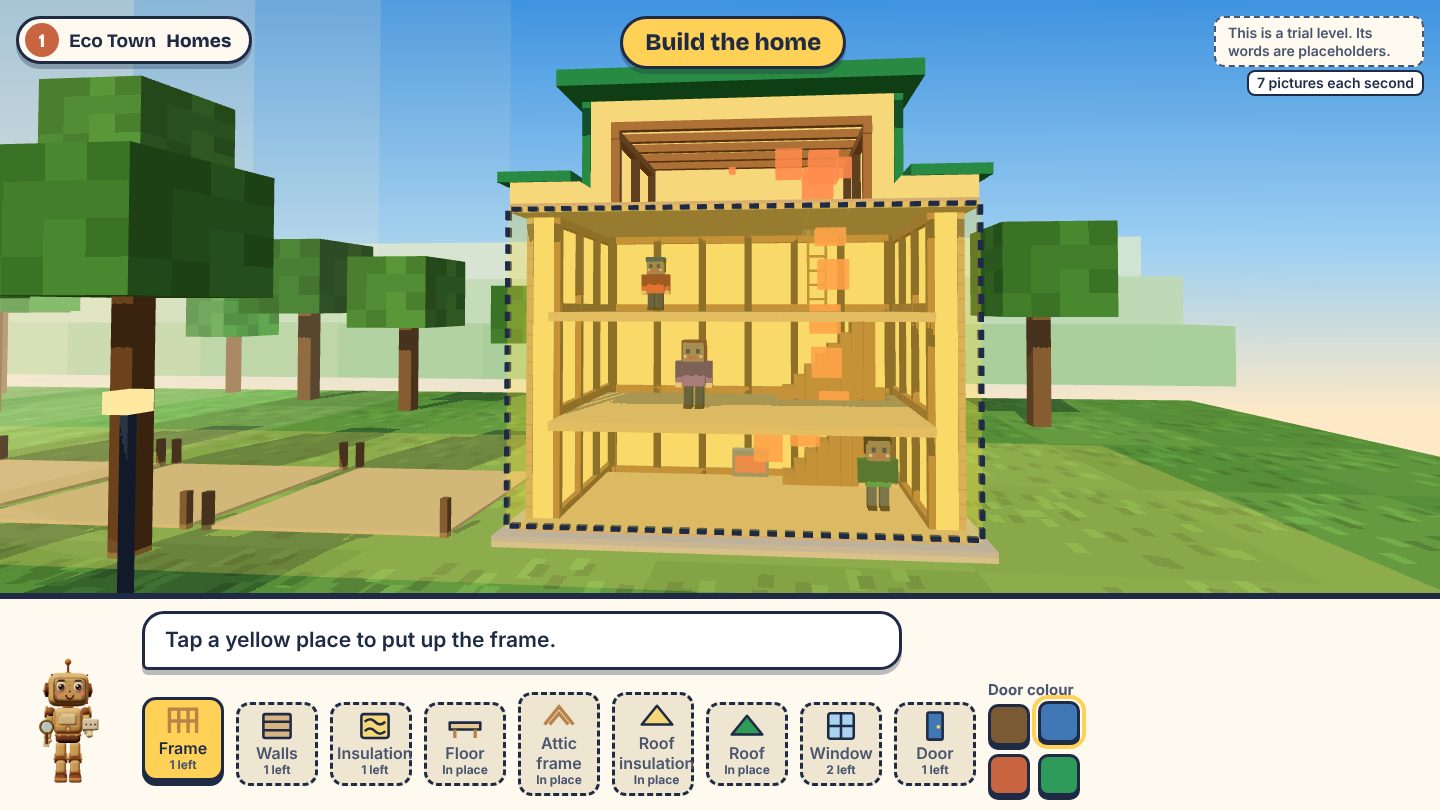 1 Eco Town Homes
Build the home
This is a trial level. Its
words are placeholders.
7 pictures each second
Tap a yellow place to put up the frame.
Frame
1 left
Walls
1 left
Insulation
1 left
Floor
In place
Attic
frame
In place
Roof
insulation
In place
Roof
In place
Window
2 left
Door
1 left
Door colour